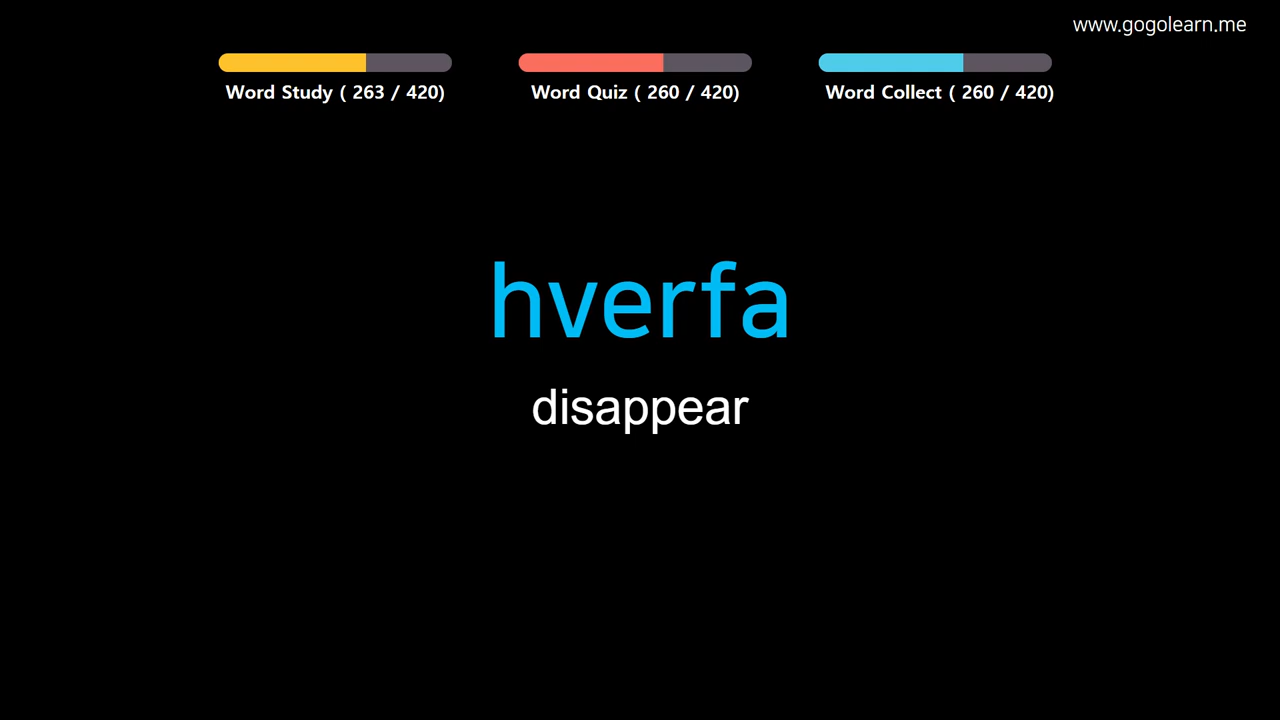 www.gogolearn.me
Word Study ( 263 / 420)
Word Quiz ( 260 / 420)
Word Collect ( 260 / 420)
hverfa
disappear